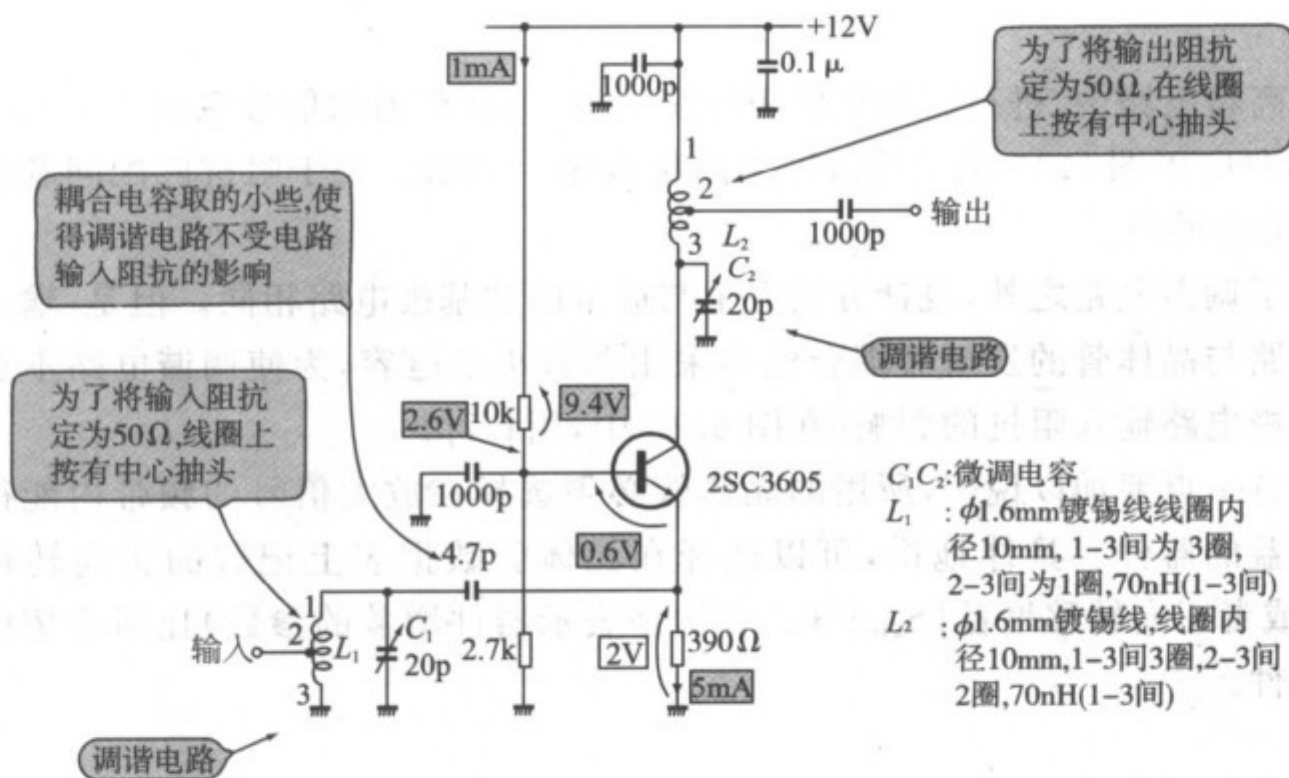 +12V
1mA
1000p
0.1μ
为了将输出阻抗
定为50Ω,在线圈
上按有中心抽头
1
2
3
L₂
输出
1000p
C₂
20p
调谐电路
耦合电容取的小些,使
得调谐电路不受电路
输入阻抗的影响
为了将输入阻抗
定为50Ω,线圈上
按有中心抽头
2.6V
10k
9.4V
1000p
2SC3605
0.6V
4.7p
1
2
3
L₁
输入
C₁
20p
2.7k
2V
390Ω
5mA
调谐电路
C₁C₂:微调电容
L₁ :ϕ1.6mm镀锡线线圈内
径10mm, 1-3间为3圈,
2-3间为1圈,70nH(1-3间)
L₂ :ϕ1.6mm镀锡线,线圈内
径10mm,1-3间3圈,2-3间
2圈,70nH(1-3间)